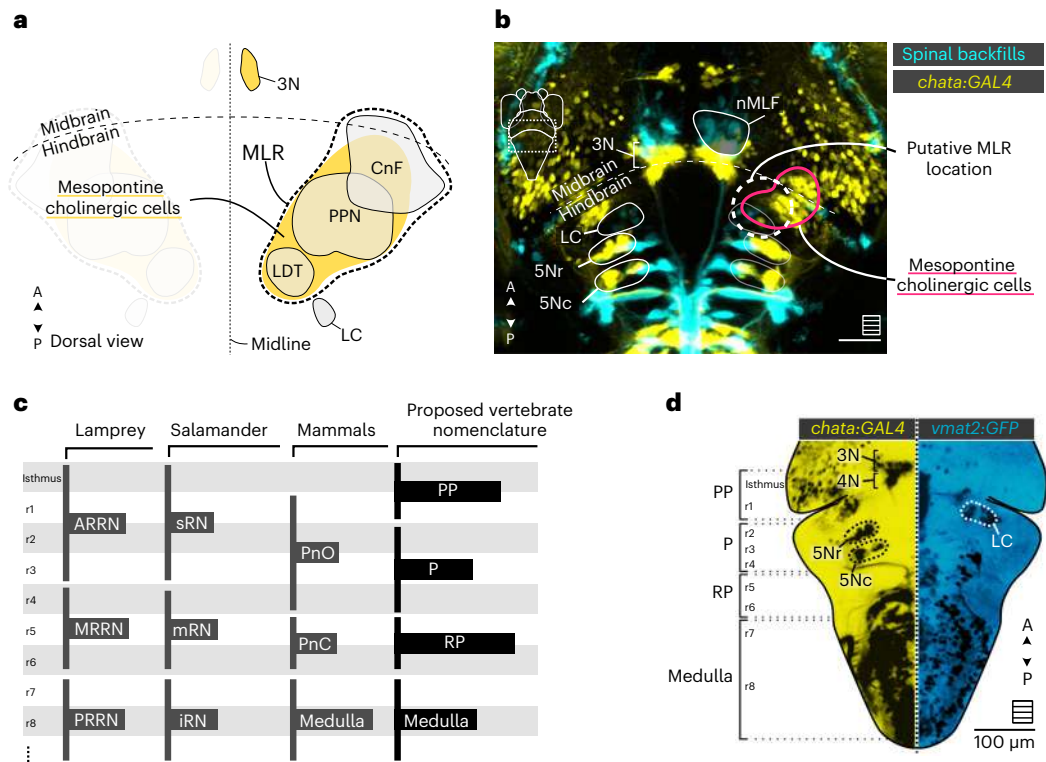 a
3N
Midbrain
Hindbrain
MLR
CnF
Mesopontine
cholinergic cells
PPN
LDT
A
P
Dorsal view
LC
Midline
b
Spinal backfills
chata:GAL4
nMLF
3N
Midbrain
Hindbrain
LC
5Nr
5Nc
A
P
Putative MLR
location
Mesopontine
cholinergic cells
c
Lamprey
Salamander
Mammals
Proposed vertebrate
nomenclature
Isthmus
r1
r2
r3
r4
r5
r6
r7
r8
ARRN
MRRN
PRRN
sRN
mRN
iRN
PnO
PnC
Medulla
PP
P
RP
Medulla
d
chata:GAL4
vmat2:GFP
3N
4N
PP
Isthmus
r1
P
r2
r3
r4
5Nr
5Nc
LC
RP
r5
r6
Medulla
r7
r8
A
P
100 µm